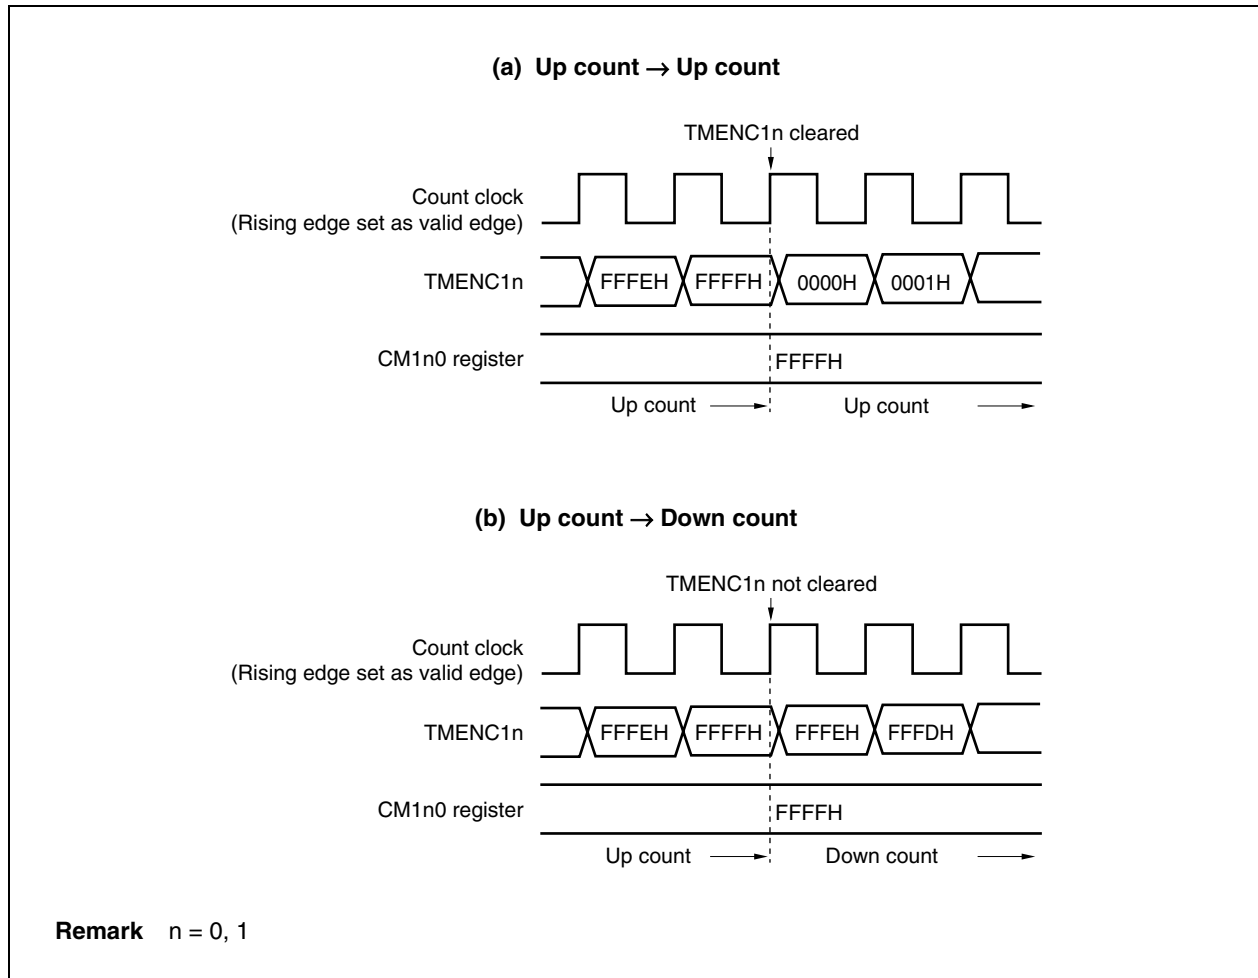 (a) Up count → Up count
TMENC1n cleared
Count clock
(Rising edge set as valid edge)
TMENC1n
FFFEH FFFFH 0000H 0001H
CM1n0 register
FFFFH
Up count Up count
(b) Up count → Down count
TMENC1n not cleared
Count clock
(Rising edge set as valid edge)
TMENC1n
FFFEH FFFFH FFFEH FFFDH
CM1n0 register
FFFFH
Up count Down count
Remark n = 0, 1